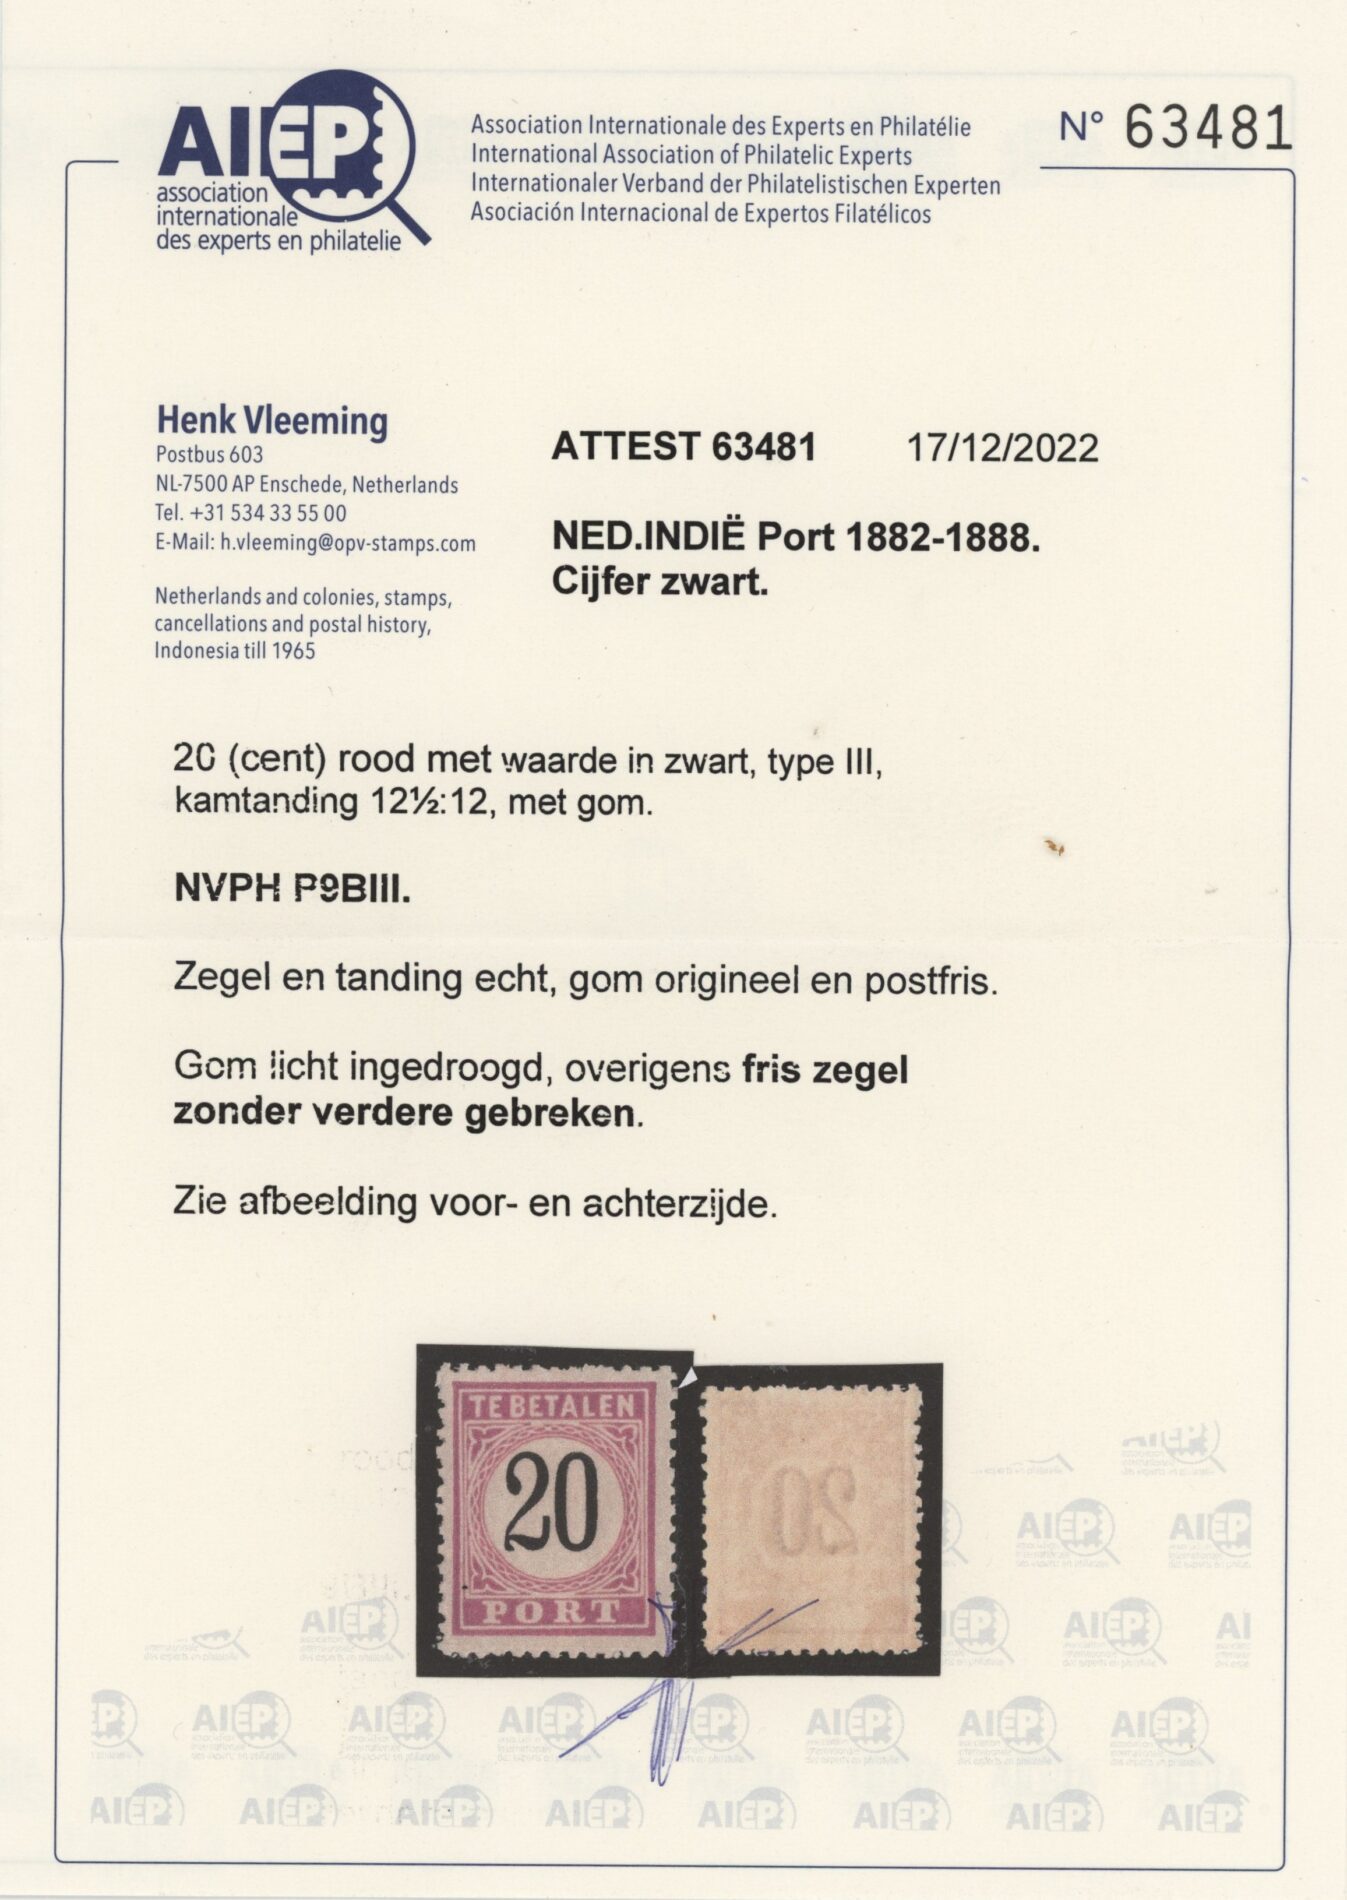 AIEP
association
internationale
des experts en philatelie
Association Internationale des Experts en Philatélie
International Association of Philatelic Experts
Internationaler Verband der Philatelistischen Experten
Asociación Internacional de Expertos Filatélicos
N° 63481
Henk Vleeming
Postbus 603
NL-7500 AP Enschede, Netherlands
Tel. +31 534 33 55 00
E-Mail: h.vleeming@opv-stamps.com
Netherlands and colonies, stamps,
cancellations and postal history,
Indonesia till 1965
ATTEST 63481 17/12/2022
NED.INDIË Port 1882-1888.
Cijfer zwart.
20 (cent) rood met waarde in zwart, type III,
kamtanding 12½:12, met gom.
NVPH P9BIII.
Zegel en tanding echt, gom origineel en postfris.
Gom licht ingedroogd, overigens fris zegel
zonder verdere gebreken.
Zie afbeelding voor- en achterzijde.
TE BETALEN
20
PORT
20